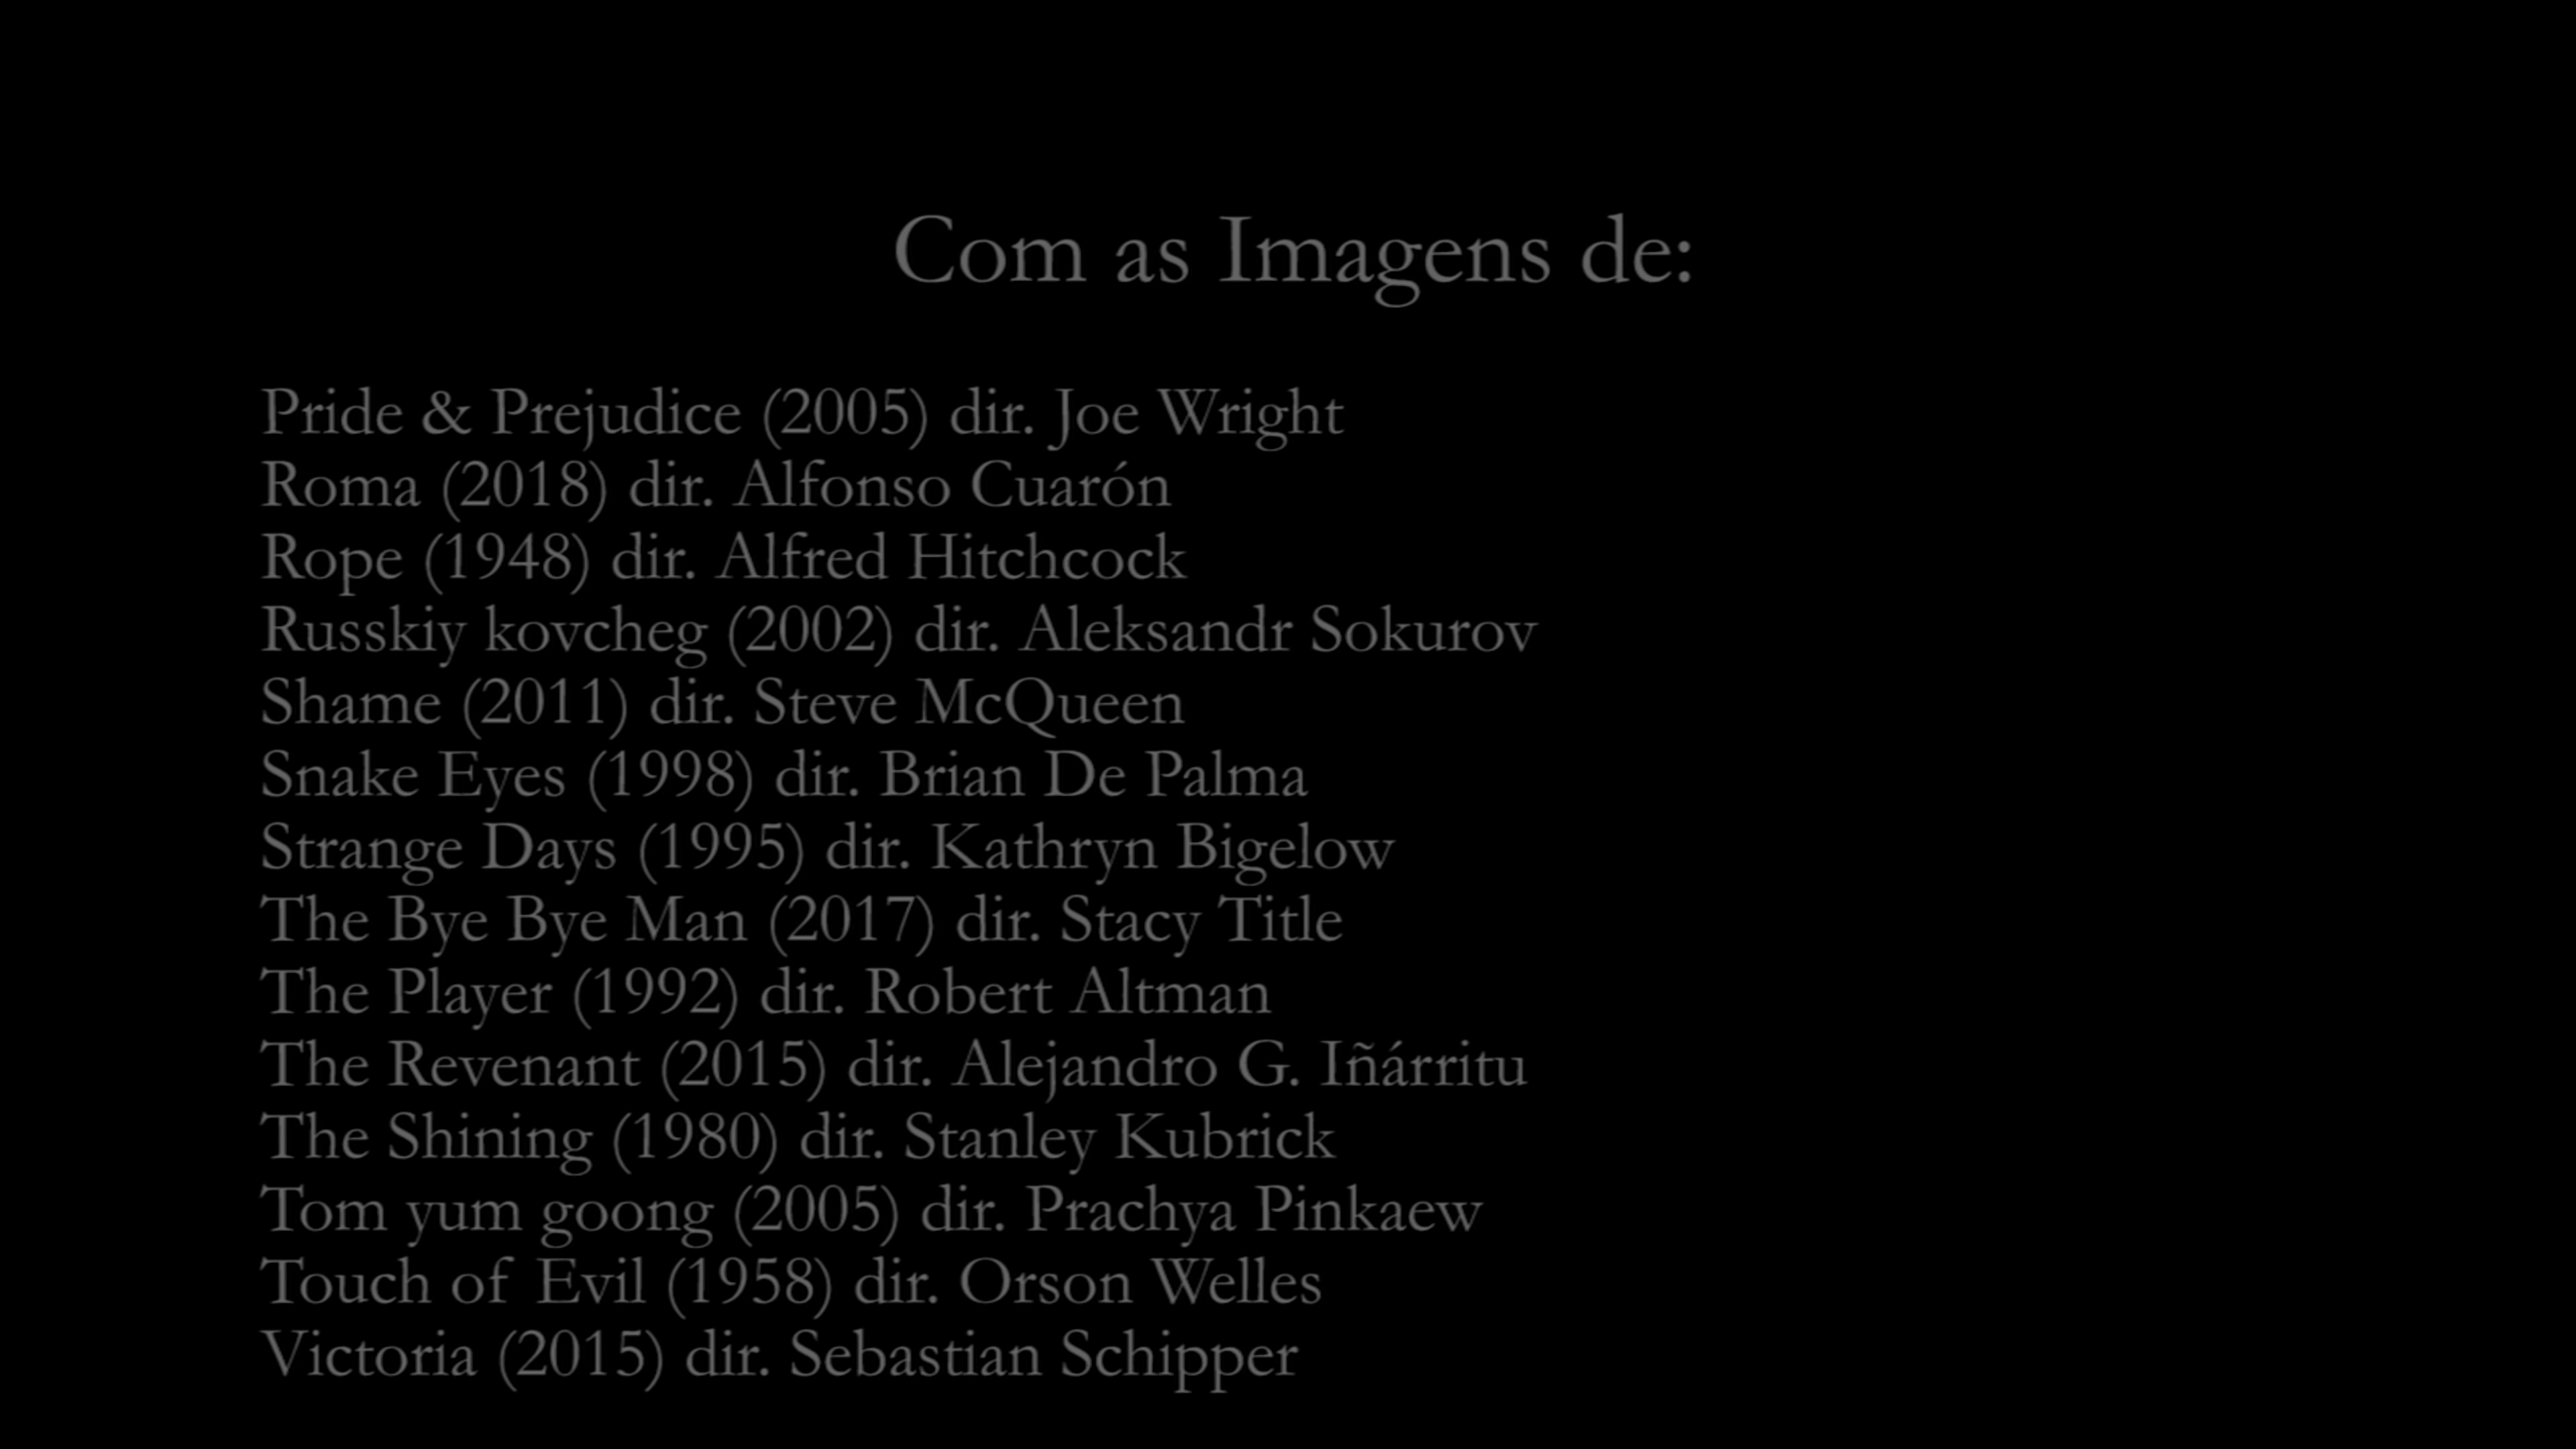 Com as Imagens de:
Pride & Prejudice (2005) dir. Joe Wright
Roma (2018) dir. Alfonso Cuarón
Rope (1948) dir. Alfred Hitchcock
Russkiy kovcheg (2002) dir. Aleksandr Sokurov
Shame (2011) dir. Steve McQueen
Snake Eyes (1998) dir. Brian De Palma
Strange Days (1995) dir. Kathryn Bigelow
The Bye Bye Man (2017) dir. Stacy Title
The Player (1992) dir. Robert Altman
The Revenant (2015) dir. Alejandro G. Iñárritu
The Shining (1980) dir. Stanley Kubrick
Tom yum goong (2005) dir. Prachya Pinkaew
Touch of Evil (1958) dir. Orson Welles
Victoria (2015) dir. Sebastian Schipper